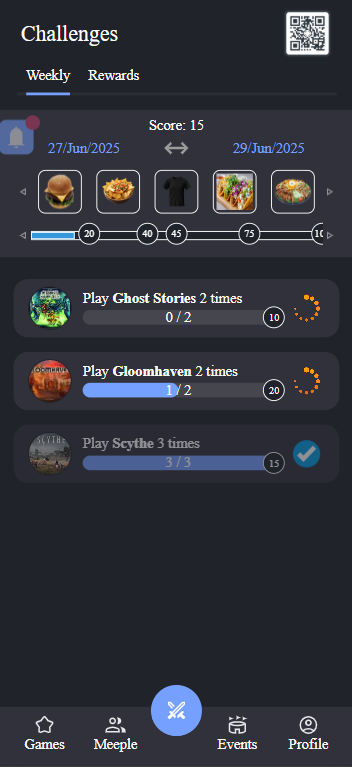 Challenges
Weekly Rewards
Score: 15
27/Jun/2025 29/Jun/2025
20 40 45 75
Play Ghost Stories 2 times
0 / 2 10
Play Gloomhaven 2 times
1 / 2 20
SCYTHE
Play Scythe 3 times
3 / 3 15
Games Meeple Events Profile